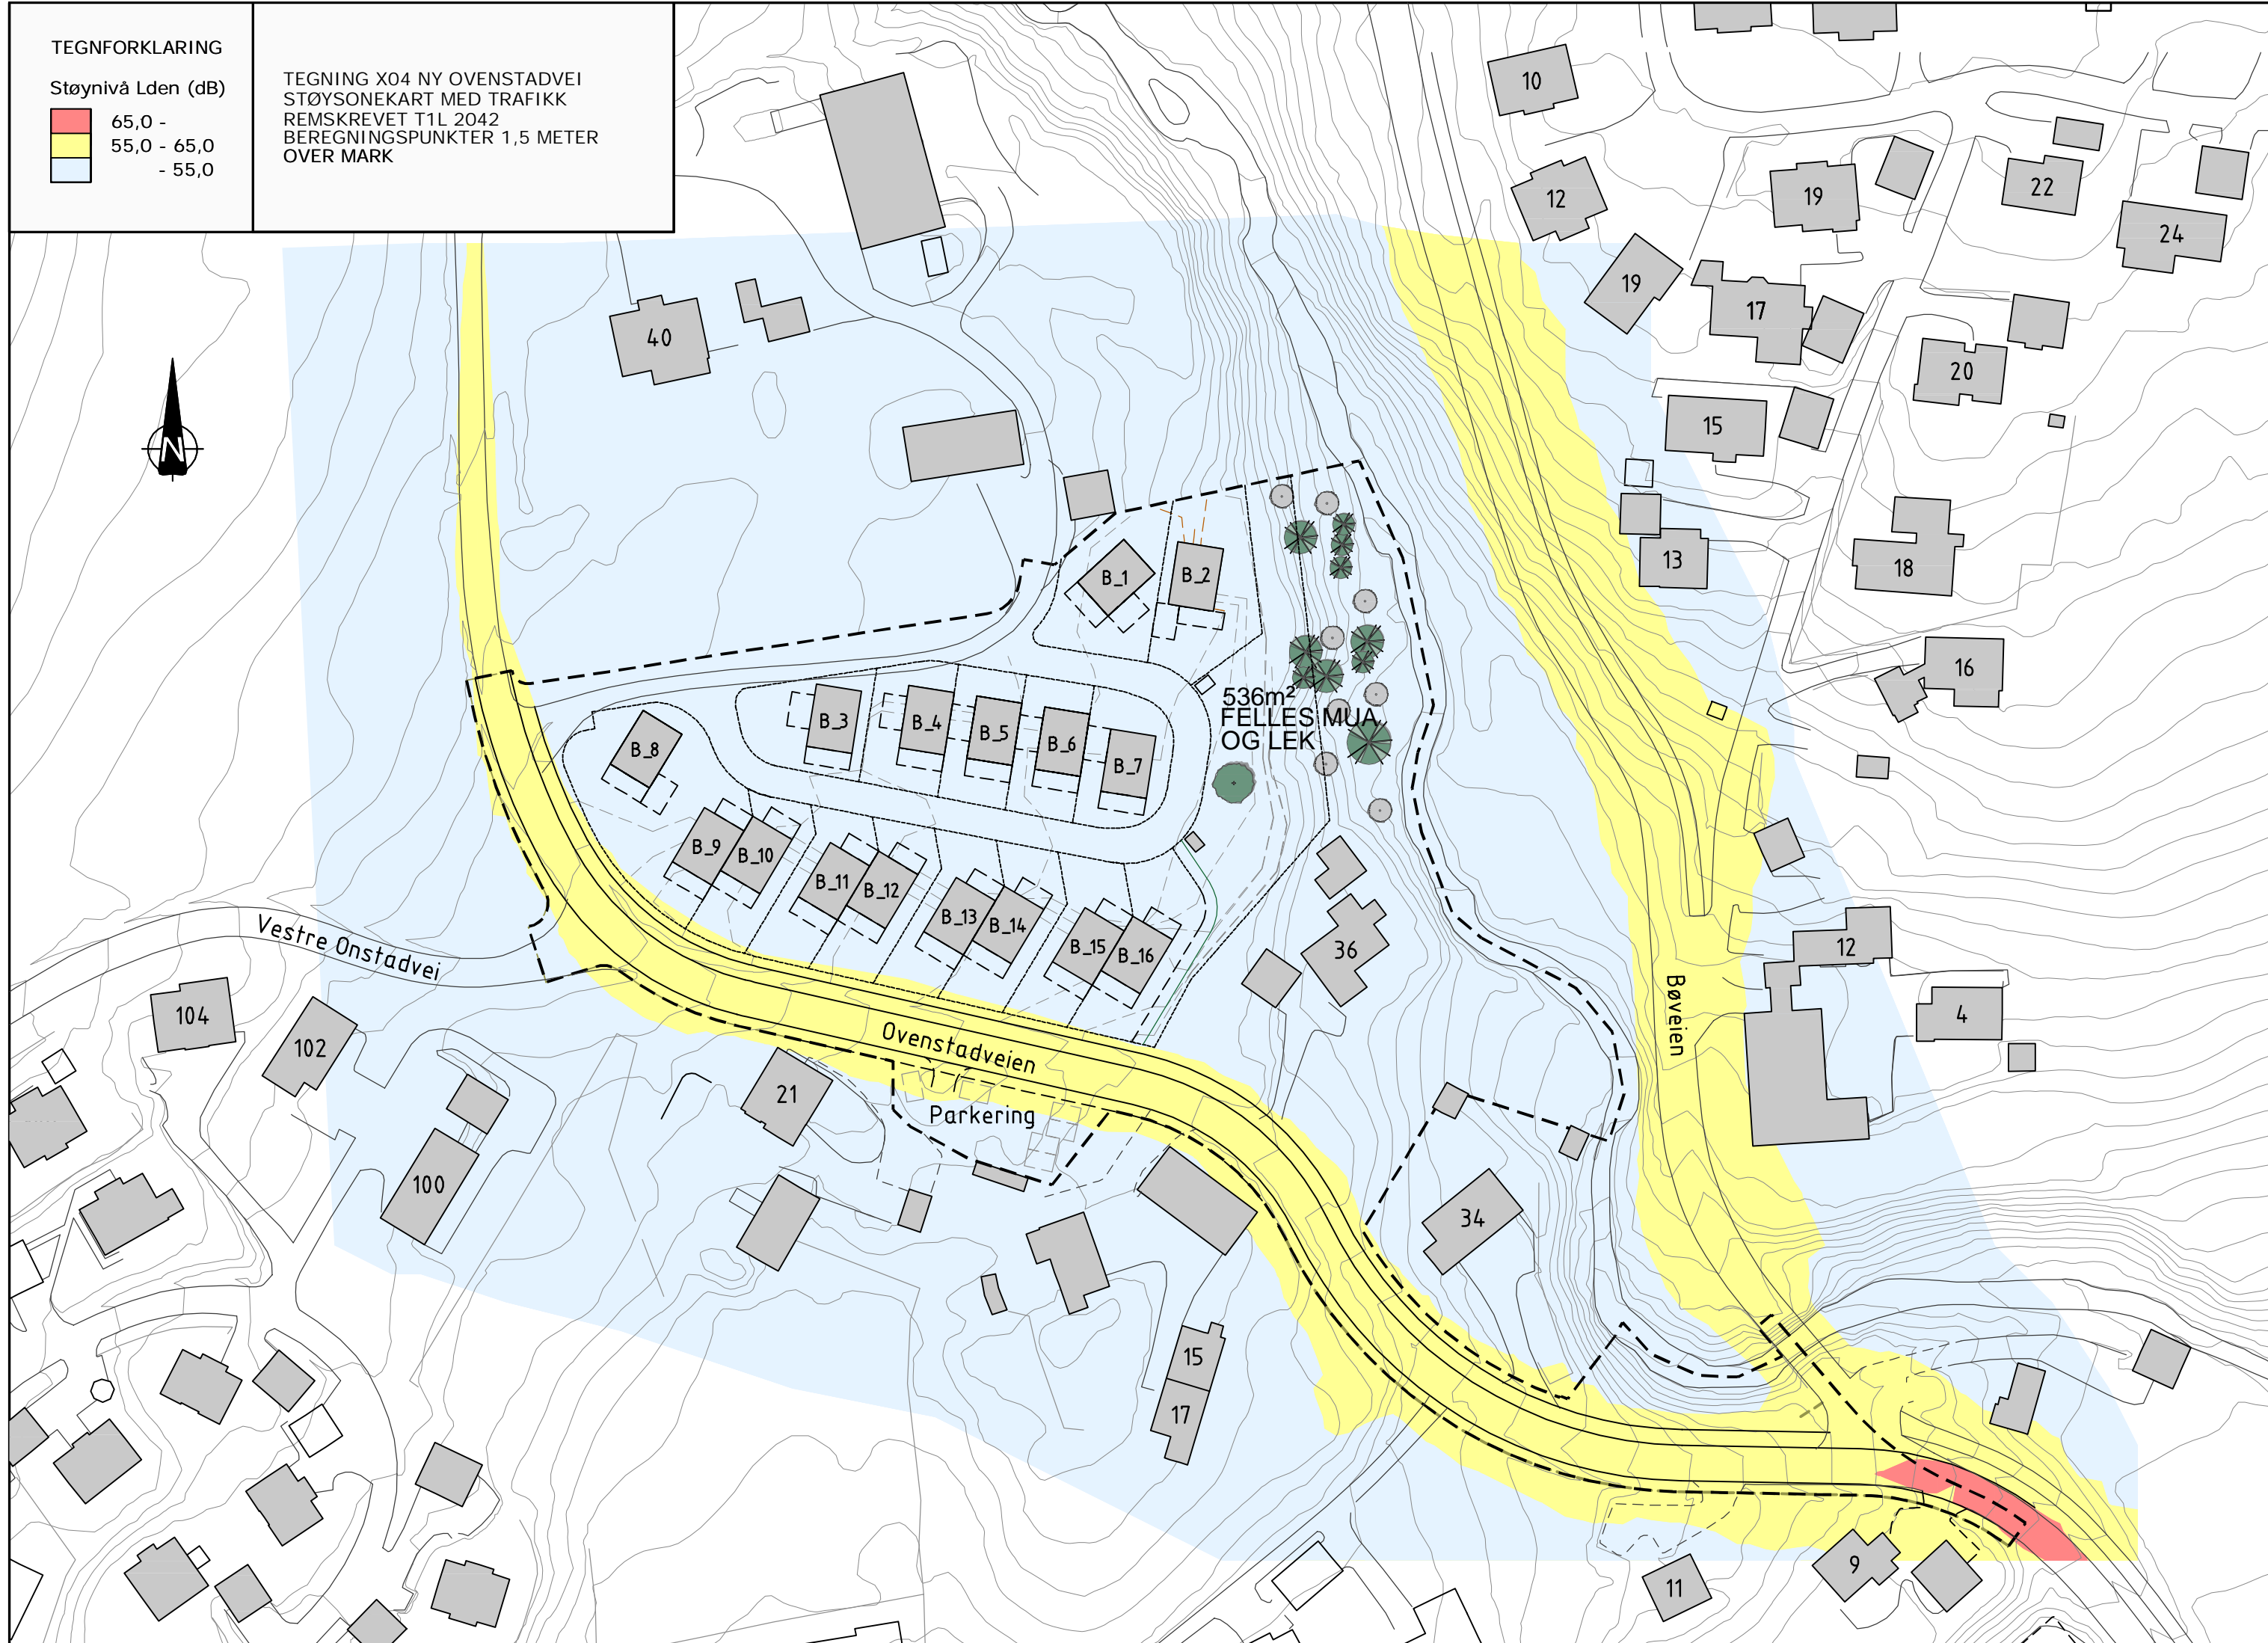 TEGNFORKLARING
Støynivå Lden (dB)
65,0 -
55,0 - 65,0
- 55,0
TEGNING X04 NY OVENSTADVEI
STØYSONEKART MED TRAFIKK
REMSKREVET T1L 2042
BEREGNINGSPUNKTER 1,5 METER
OVER MARK
10
12
19
22
24
19
17
40
20
15
N
13
18
B_1
B_2
16
536m²
FELLES MUA
OG LEK
B_3
B_4
B_5
B_6
B_7
B_8
B_9
B_10
B_11
B_12
B_13
B_14
B_15
B_16
36
12
Vestre Onstadvei
Bøveien
104
102
4
Ovenstadveien
21
Parkering
100
34
15
17
9
11